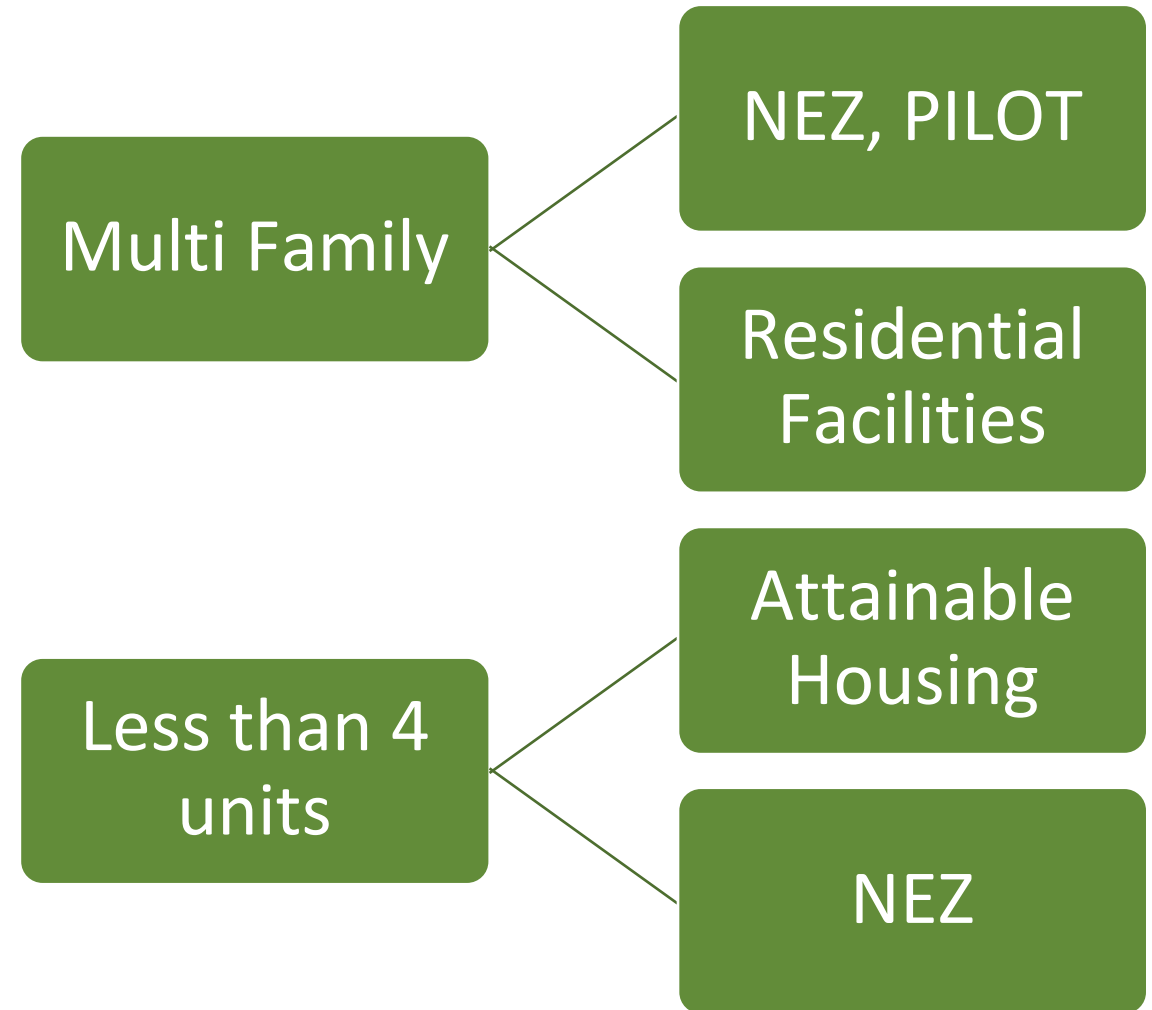 Multi Family
NEZ, PILOT
Residential
Facilities
Less than 4
units
Attainable
Housing
NEZ